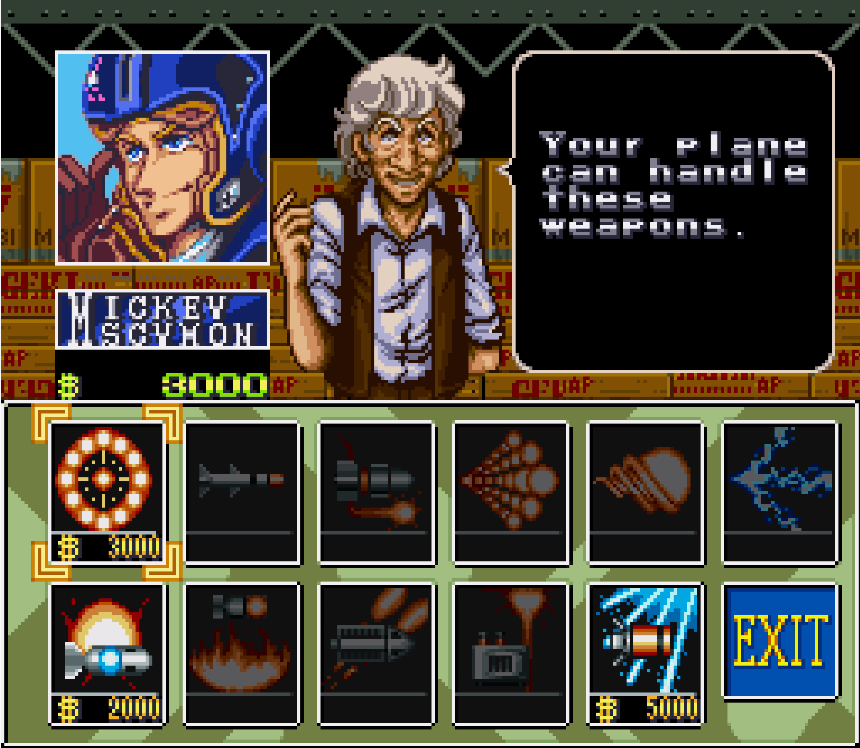 Your plane
can handle
these
weapons.
MICKEY
SCYMON
$ 3000
$ 3000
$ 2000
$ 5000
EXIT